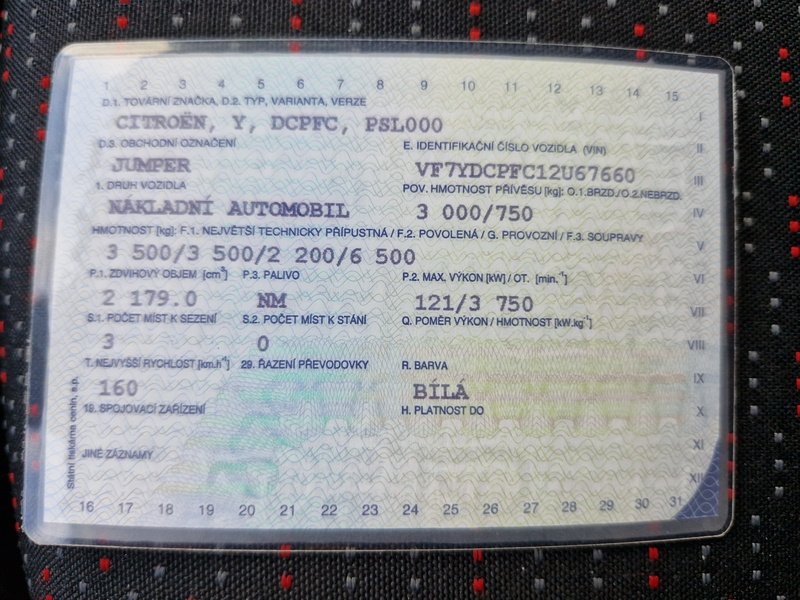 1 2 3 4 5 6 7 8 9 10 11 12 13 14 15
D.1. TOVÁRNÍ ZNAČKA, D.2. TYP, VARIANTA, VERZE
I
CITROËN, Y, DCPFC, PSL000
D.3. OBCHODNÍ OZNAČENÍ E. IDENTIFIKAČNÍ ČÍSLO VOZIDLA (VIN) II
JUMPER VF7YDCPFC12U67660
1. DRUH VOZIDLA POV. HMOTNOST PŘÍVĚSU [kg]: O.1.BRZD./O.2.NEBRZD. III
NÁKLADNÍ AUTOMOBIL 3 000/750 IV
HMOTNOST [kg]: F.1. NEJVĚTŠÍ TECHNICKY PŘÍPUSTNÁ / F.2. POVOLENÁ / G. PROVOZNÍ / F.3. SOUPRAVY
3 500/3 500/2 200/6 500 V
P.1. ZDVIHOVÝ OBJEM [cm³] P.3. PALIVO P.2. MAX. VÝKON [kW] / OT. [min.⁻¹] VI
2 179.0 NM 121/3 750
S.1. POČET MÍST K SEZENÍ S.2. POČET MÍST K STÁNÍ Q. POMĚR VÝKON / HMOTNOST [kW.kg⁻¹] VII
3 0 VIII
T. NEJVYŠŠÍ RYCHLOST [km.h⁻¹] 29. ŘAZENÍ PŘEVODOVKY R. BARVA
160 BÍLÁ IX
19. SPOJOVACÍ ZAŘÍZENÍ H. PLATNOST DO X
XI
JINÉ ZÁZNAMY
XII
16 17 18 19 20 21 22 23 24 25 26 27 28 29 30 31
Státní tiskárna cenin, s.p.